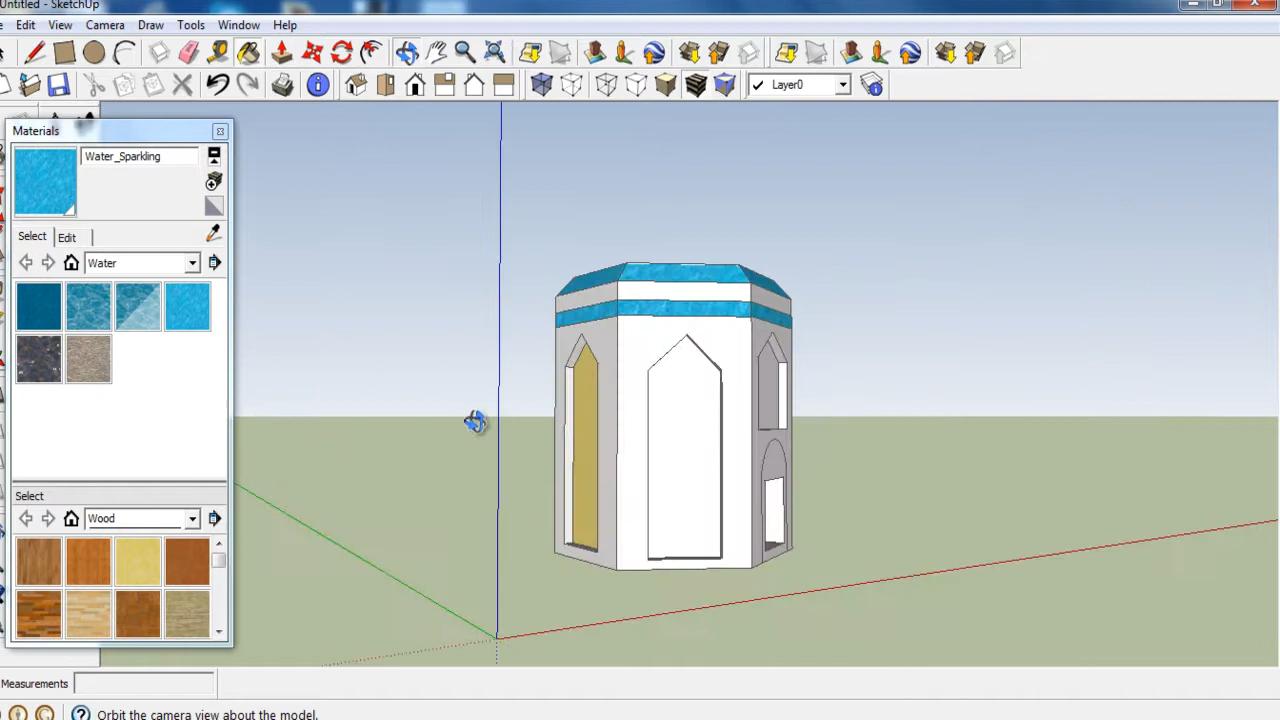 Untitled - SketchUp
Edit View Camera Draw Tools Window Help
Layer0
Materials
Water_Sparkling
Select Edit
Water
Select
Wood
Measurements
Orbit the camera view about the model.